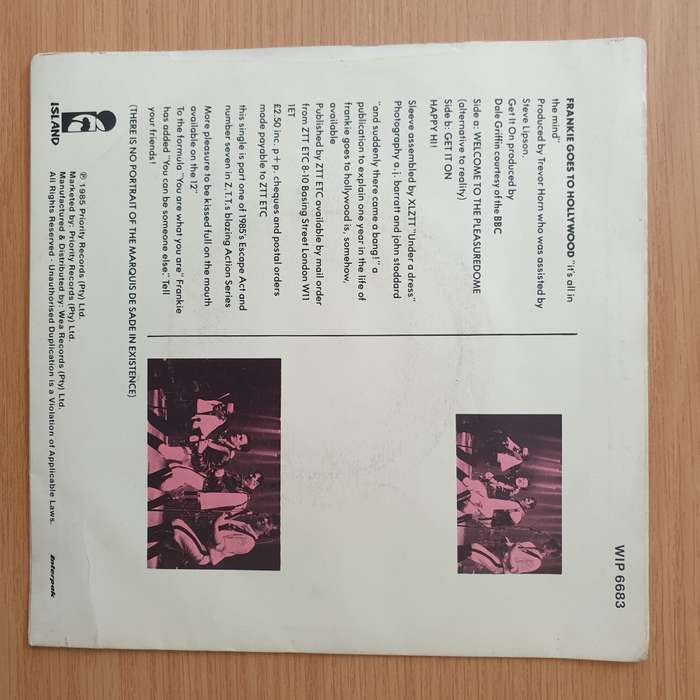 WIP 6683
FRANKIE GOES TO HOLLYWOOD "it's all in
the mind"
Produced by Trevor Horn who was assisted by
Steve Lipson.
Get It On produced by
Dale Griffin courtesy of the BBC
Side a: WELCOME TO THE PLEASUREDOME
(alternative to reality)
Side b: GET IT ON
HAPPY HI!
Sleeve assembled by XLZTT "Under a dress"
Photography a.j. barratt and john stoddard
"and suddenly there came a bang!" a
publication to explain one year in the life of
frankie goes to hollywood is, somehow,
available
Published by ZTT ETC available by mail order
from ZTT ETC 8-10 Basing Street London W11
1ET
£2.50 inc. p+p. cheques and postal orders
made payable to ZTT ETC
this single is part one of 1985's Escape Act and
number seven in Z.T.T.s blazing Action Series
More pleasure to be kissed full on the mouth
available on the 12"
To the formula "You are what you are" Frankie
has added "You can be someone else." Tell
your friends!
(THERE IS NO PORTRAIT OF THE MARQUIS DE SADE IN EXISTENCE)
ISLAND
℗ 1985 Priority Records (Pty) Ltd.
Marketed by: Priority Records (Pty) Ltd.
Manufactured & Distributed by: Wea Records (Pty) Ltd.
All Rights Reserved - Unauthorised Duplication is a Violation of Applicable Laws.
Interpak